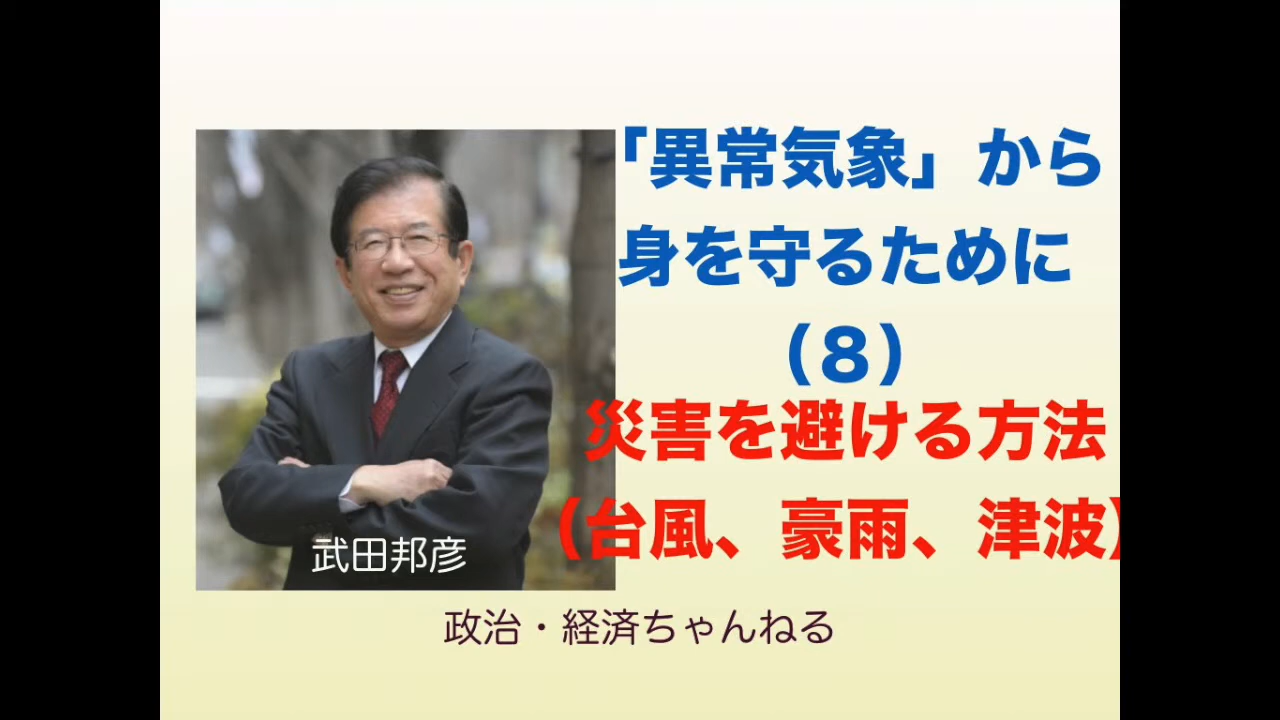 「異常気象」から
身を守るために
（８）
災害を避ける方法
（台風、豪雨、津波）
武田邦彦
政治・経済ちゃんねる